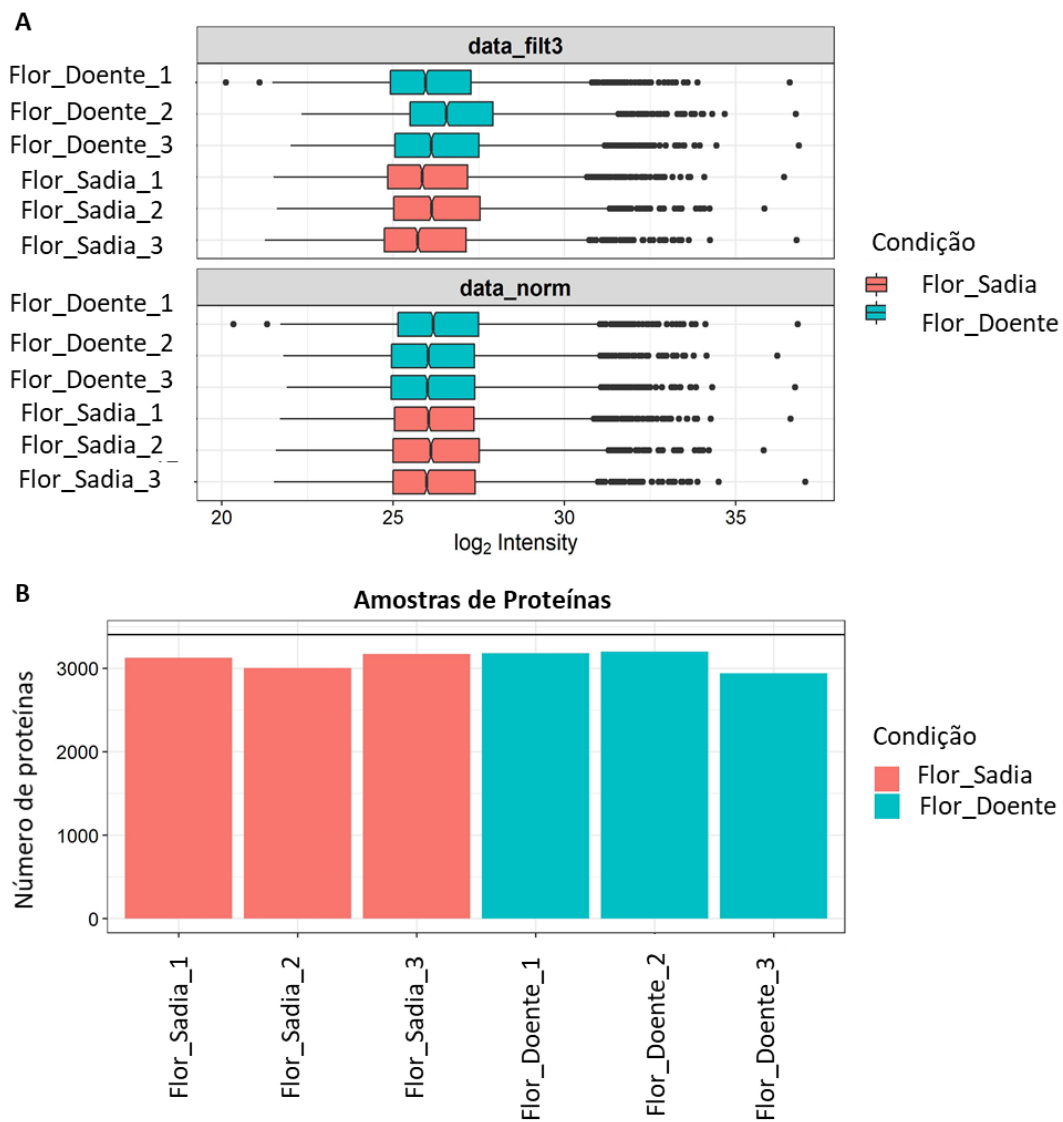 A
data_filt3
Flor_Doente_1
Flor_Doente_2
Flor_Doente_3
Flor_Sadia_1
Flor_Sadia_2
Flor_Sadia_3
data_norm
Flor_Doente_1
Flor_Doente_2
Flor_Doente_3
Flor_Sadia_1
Flor_Sadia_2
Flor_Sadia_3
20 25 30 35
log₂ Intensity
Condição
Flor_Sadia
Flor_Doente
B
Amostras de Proteínas
Número de proteínas
3000
2000
1000
0
Flor_Sadia_1
Flor_Sadia_2
Flor_Sadia_3
Flor_Doente_1
Flor_Doente_2
Flor_Doente_3
Condição
Flor_Sadia
Flor_Doente